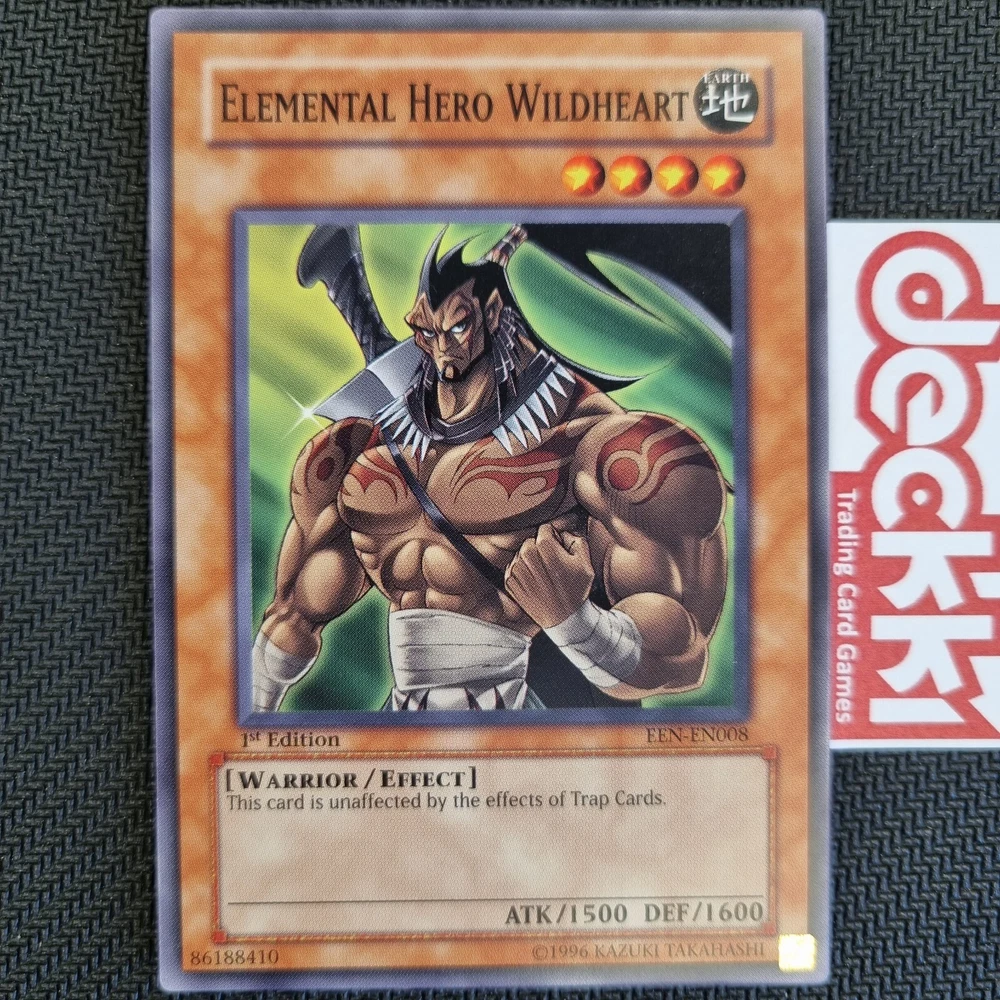 ELEMENTAL HERO WILDHEART
EARTH
地
1st Edition
EEN-EN008
[WARRIOR/EFFECT]
This card is unaffected by the effects of Trap Cards.
ATK/1500 DEF/1600
86188410
©1996 KAZUKI TAKAHASHI
deckki
Trading Card Games